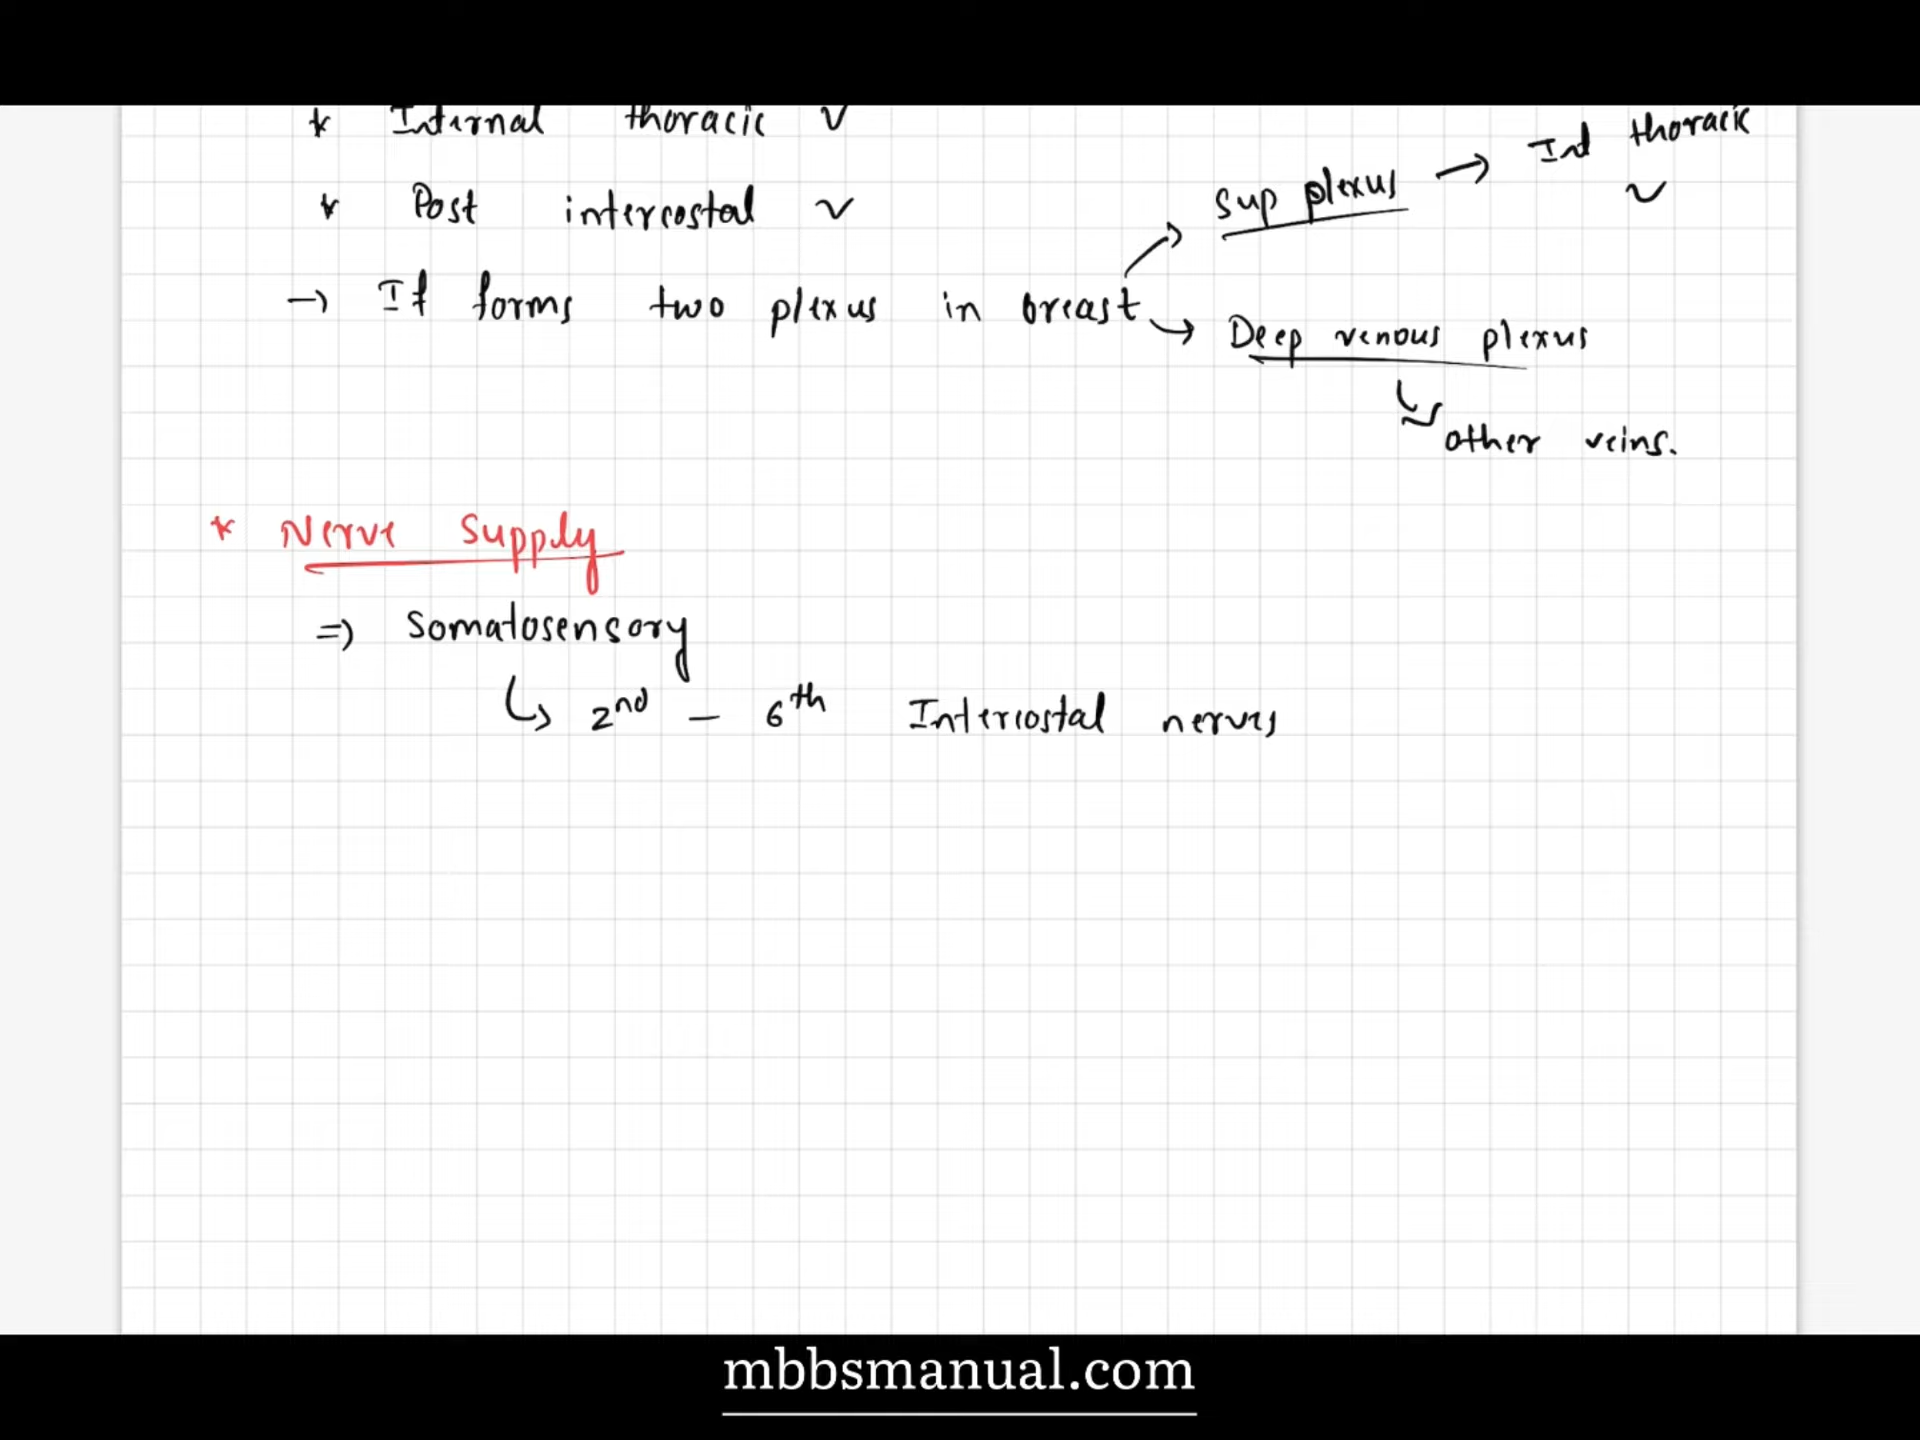 * Internal thoracic V
* Post intercostal V
→ It forms two plexus in breast
Sup plexus → Int thoracic
V
Deep venous plexus
other veins.
* Nerve Supply
⇒ Somatosensory
↳ 2nd - 6th Intercostal nerves
mbbsmanual.com